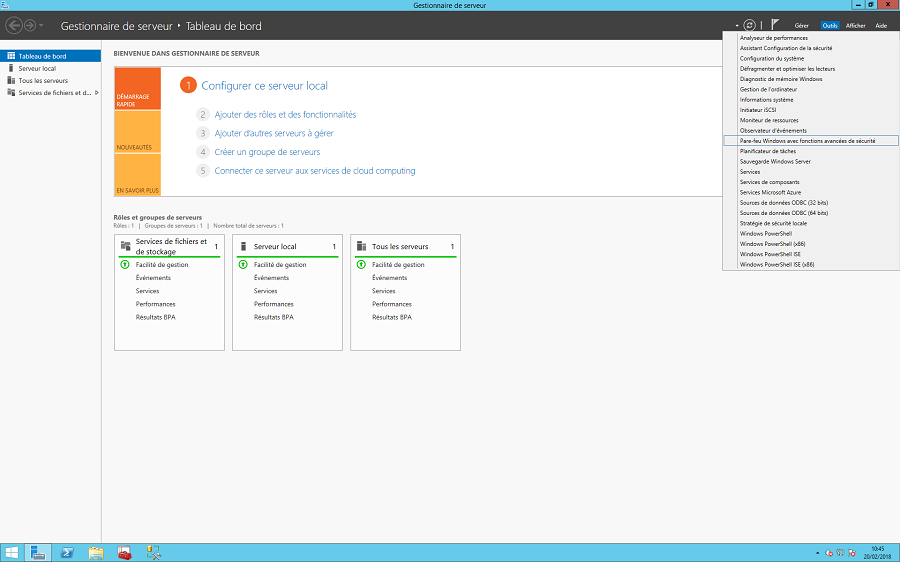 Gestionnaire de serveur
Gestionnaire de serveur ‣ Tableau de bord
Gérer Outils Afficher Aide
Analyseur de performances
Assistant Configuration de la sécurité
Configuration du système
Défragmenter et optimiser les lecteurs
Diagnostic de mémoire Windows
Gestion de l'ordinateur
Informations système
Initiateur iSCSI
Moniteur de ressources
Observateur d'événements
Pare-feu Windows avec fonctions avancées de sécurité
Planificateur de tâches
Sauvegarde Windows Server
Services
Services de composants
Services Microsoft Azure
Sources de données ODBC (32 bits)
Sources de données ODBC (64 bits)
Stratégie de sécurité locale
Windows PowerShell
Windows PowerShell (x86)
Windows PowerShell ISE
Windows PowerShell ISE (x86)
Tableau de bord
Serveur local
Tous les serveurs
Services de fichiers et d...
BIENVENUE DANS GESTIONNAIRE DE SERVEUR
DÉMARRAGE
RAPIDE
NOUVEAUTÉS
EN SAVOIR PLUS
1 Configurer ce serveur local
2 Ajouter des rôles et des fonctionnalités
3 Ajouter d'autres serveurs à gérer
4 Créer un groupe de serveurs
5 Connecter ce serveur aux services de cloud computing
Rôles et groupes de serveurs
Rôles : 1 | Groupes de serveurs : 1 | Nombre total de serveurs : 1
Services de fichiers et
de stockage 1
Facilité de gestion
Événements
Services
Performances
Résultats BPA
Serveur local 1
Facilité de gestion
Événements
Services
Performances
Résultats BPA
Tous les serveurs 1
Facilité de gestion
Événements
Services
Performances
Résultats BPA
10:45
20/02/2018